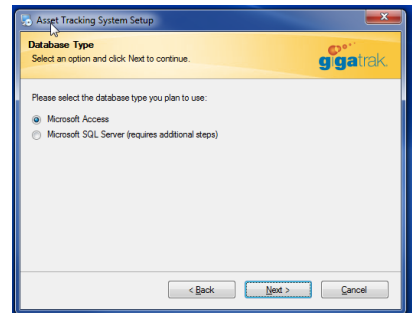 Asset Tracking System Setup
Database Type
Select an option and click Next to continue.
gigatrak.
Please select the database type you plan to use:
Microsoft Access
Microsoft SQL Server (requires additional steps)
< Back
Next >
Cancel